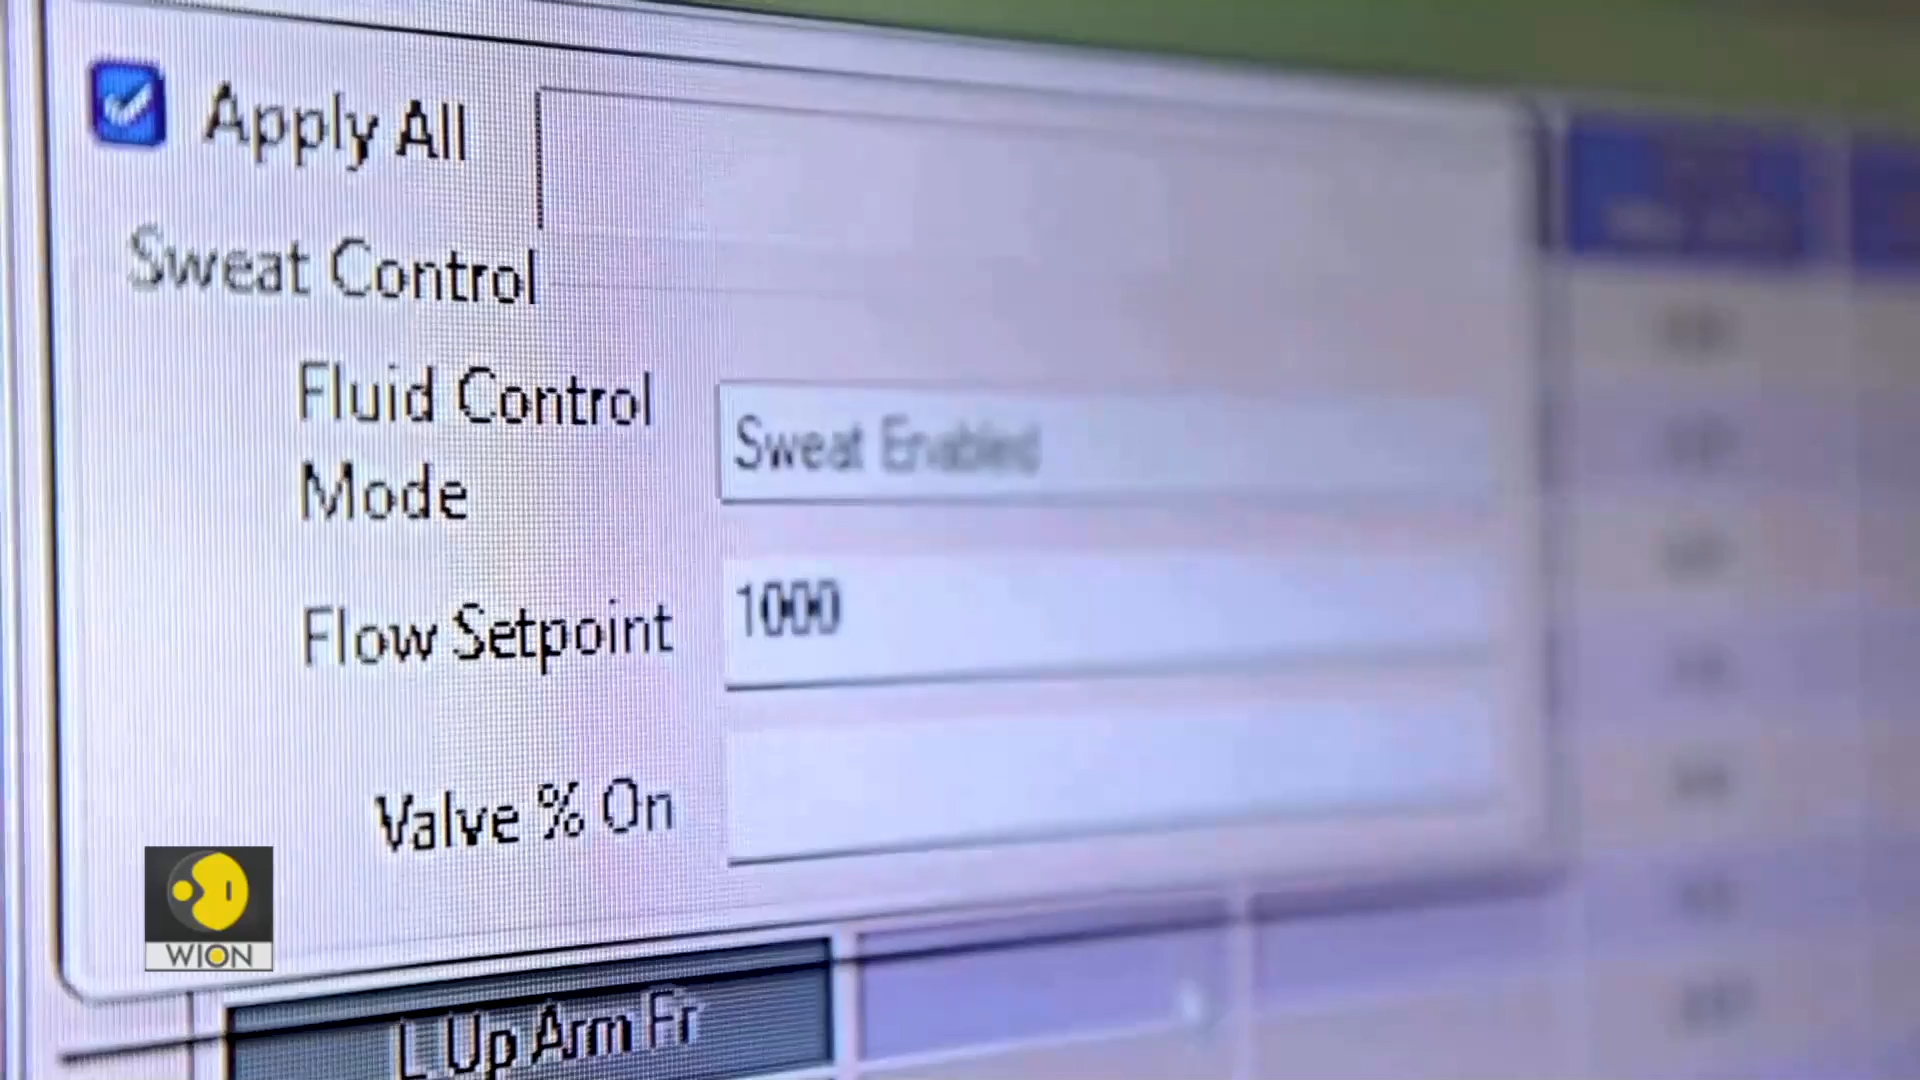 Apply All
Sweat Control
Fluid Control
Mode
Sweat Enabled
Flow Setpoint
1000
Valve % On
WION
L Up Arm Fr